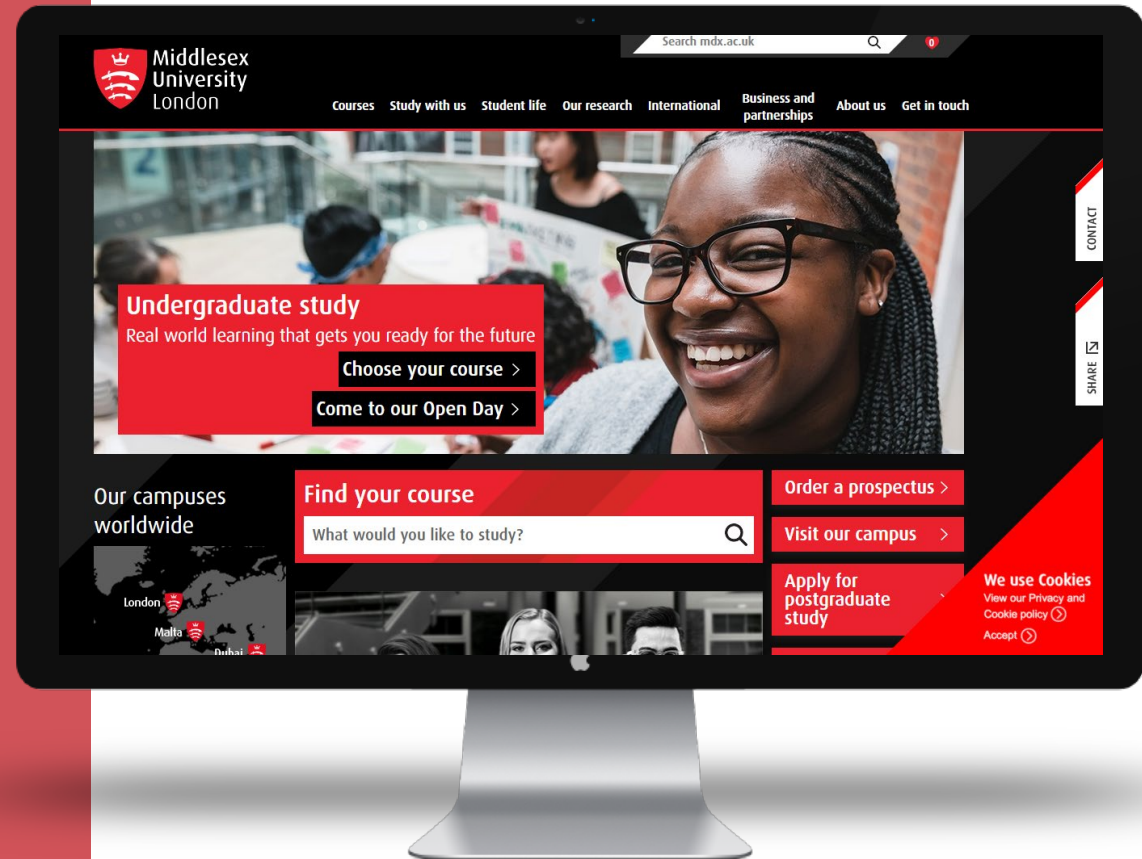 Middlesex
University
London
Search mdx.ac.uk
0
Courses
Study with us
Student life
Our research
International
Business and
partnerships
About us
Get in touch
CONTACT
SHARE
Undergraduate study
Real world learning that gets you ready for the future
Choose your course >
Come to our Open Day >
Our campuses
worldwide
London
Malta
Dubai
Find your course
What would you like to study?
Order a prospectus >
Visit our campus >
Apply for
postgraduate
study
We use Cookies
View our Privacy and
Cookie policy
Accept